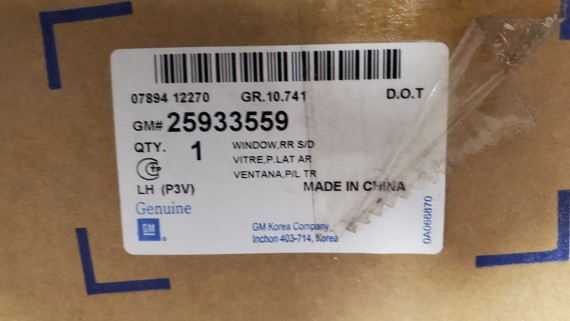 07894 12270 GR.10.741 D.O.T
GM# 25933559
QTY. 1
WINDOW,RR S/D
VITRE,P.LAT AR
VENTANA,P/L TR
LH (P3V) MADE IN CHINA
Genuine
GM
GM Korea Company
Inchon 403-714, Korea
0A066870